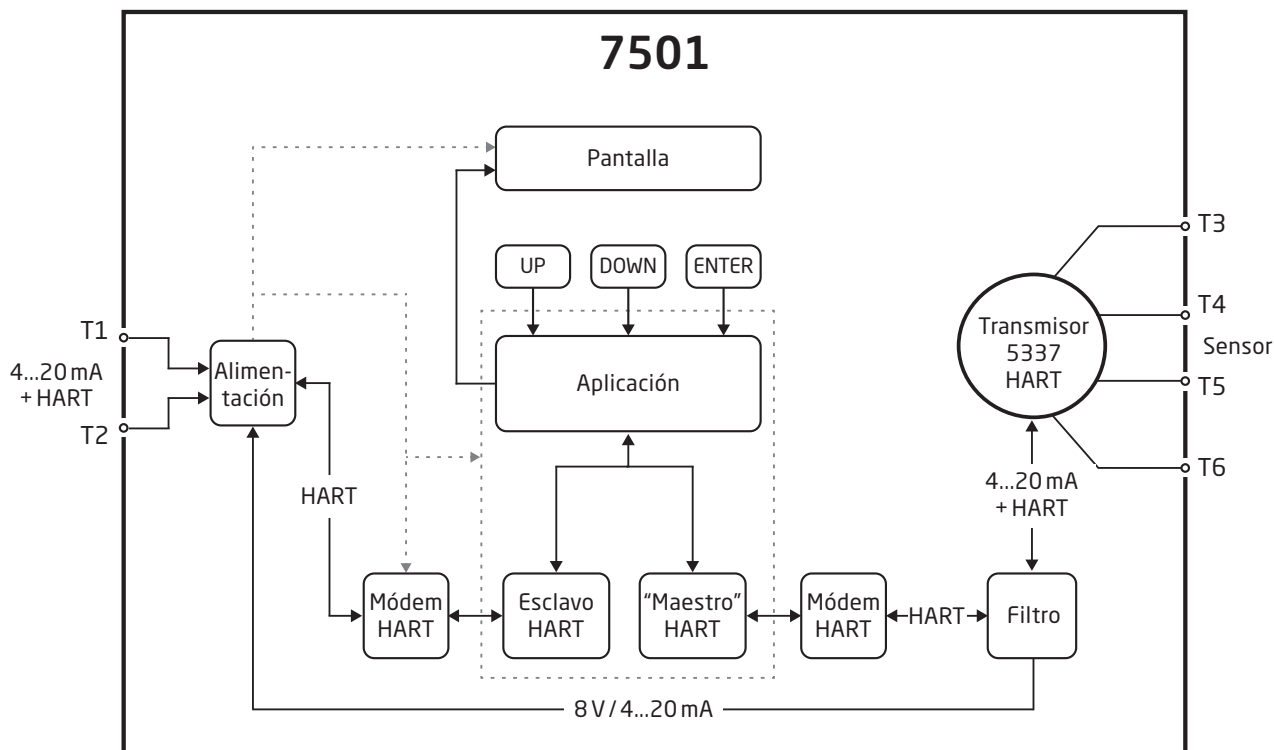 7501
Pantalla
UP
DOWN
ENTER
T1
4...20 mA
+ HART
T2
Alimen-
tación
Aplicación
Transmisor
5337
HART
T3
T4
Sensor
T5
T6
HART
4...20 mA
+ HART
Módem
HART
Esclavo
HART
"Maestro"
HART
Módem
HART
HART
Filtro
8 V / 4...20 mA